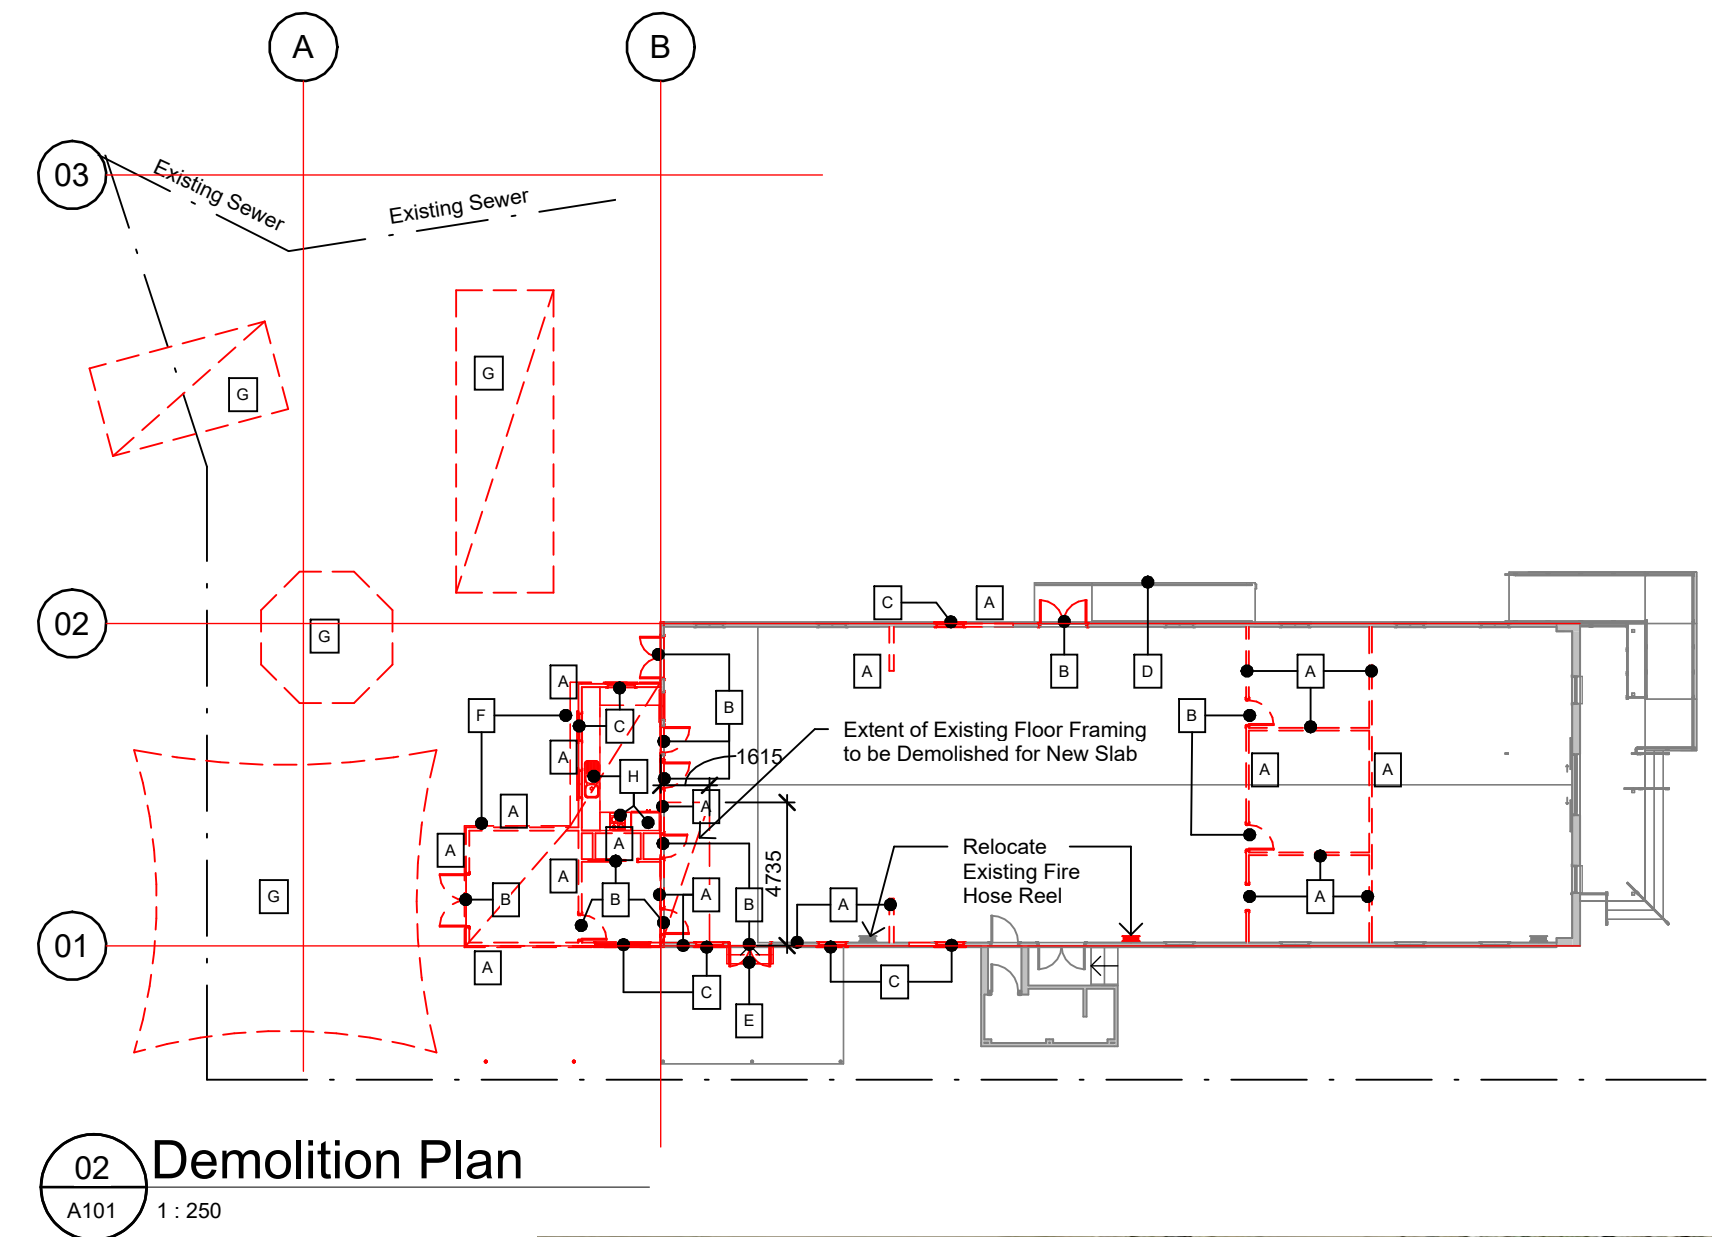 A
B
03
Existing Sewer
Existing Sewer
G
G
02
G
C
A
A
B
D
A
A
F
C
B
B
Extent of Existing Floor Framing
to be Demolished for New Slab
1615
A
H
A
A
A
A
A
A
A
4735
Relocate
Existing Fire
Hose Reel
G
A
B
B
A
B
A
A
01
A
C
C
E
02
Demolition Plan
A101
1 : 250